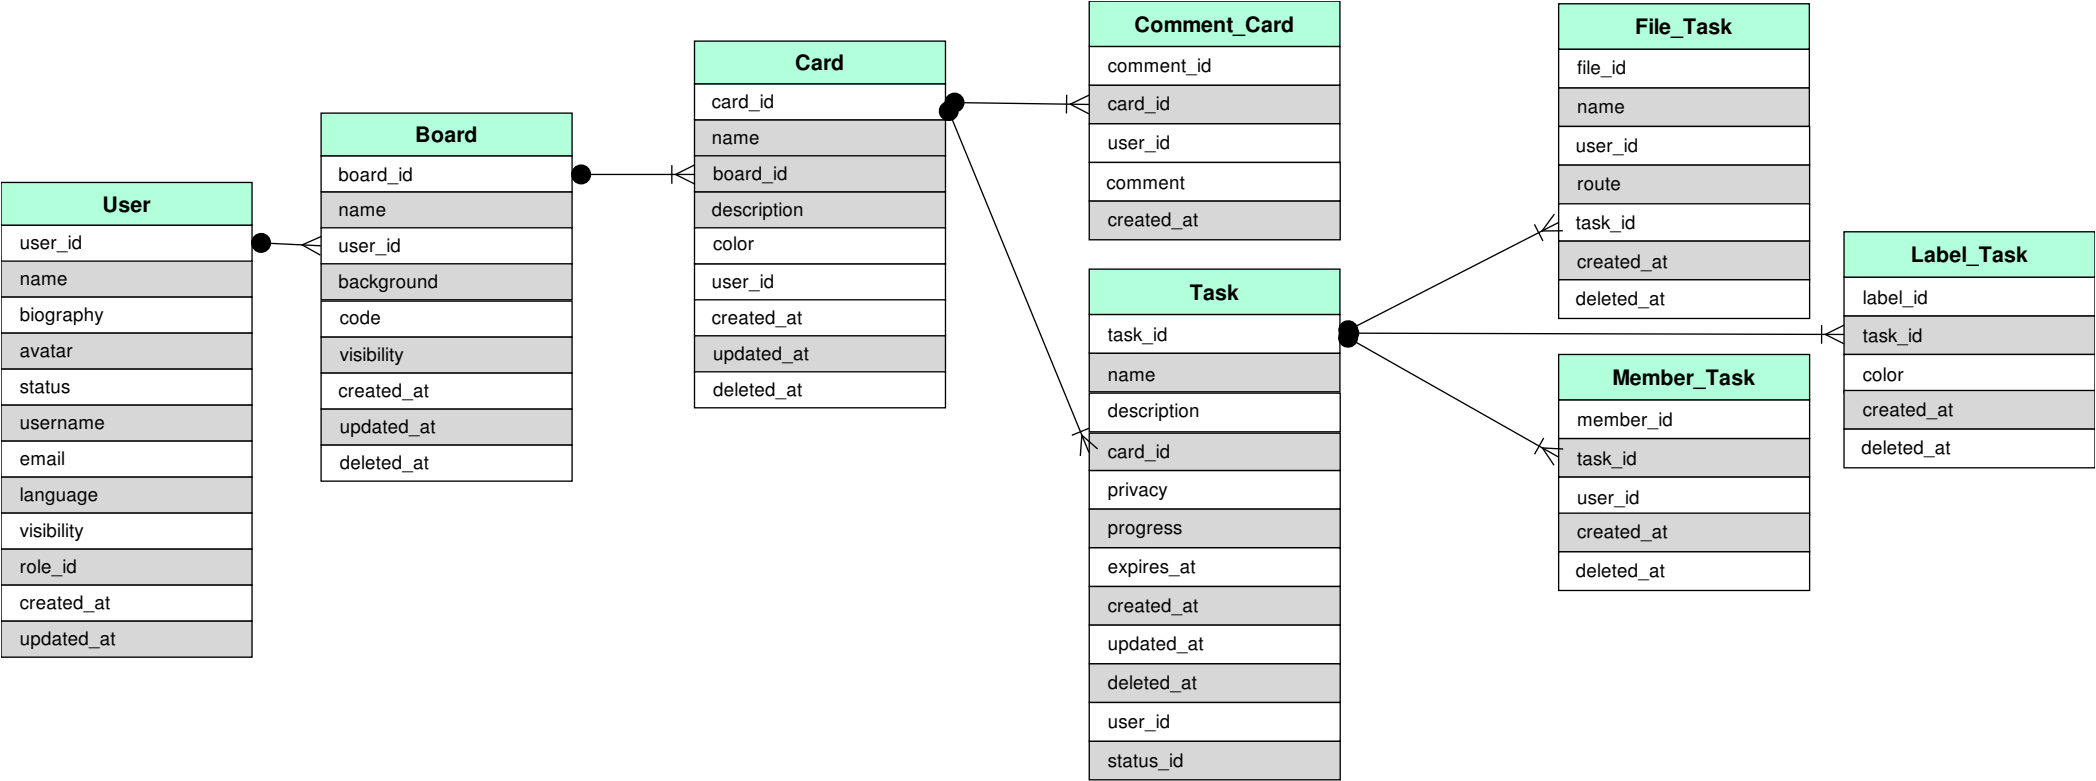 User
user_id
name
biography
avatar
status
username
email
language
visibility
role_id
created_at
updated_at
Board
board_id
name
user_id
background
code
visibility
created_at
updated_at
deleted_at
Card
card_id
name
board_id
description
color
user_id
created_at
updated_at
deleted_at
Comment_Card
comment_id
card_id
user_id
comment
created_at
Task
task_id
name
description
card_id
privacy
progress
expires_at
created_at
updated_at
deleted_at
user_id
status_id
File_Task
file_id
name
user_id
route
task_id
created_at
deleted_at
Member_Task
member_id
task_id
user_id
created_at
deleted_at
Label_Task
label_id
task_id
color
created_at
deleted_at